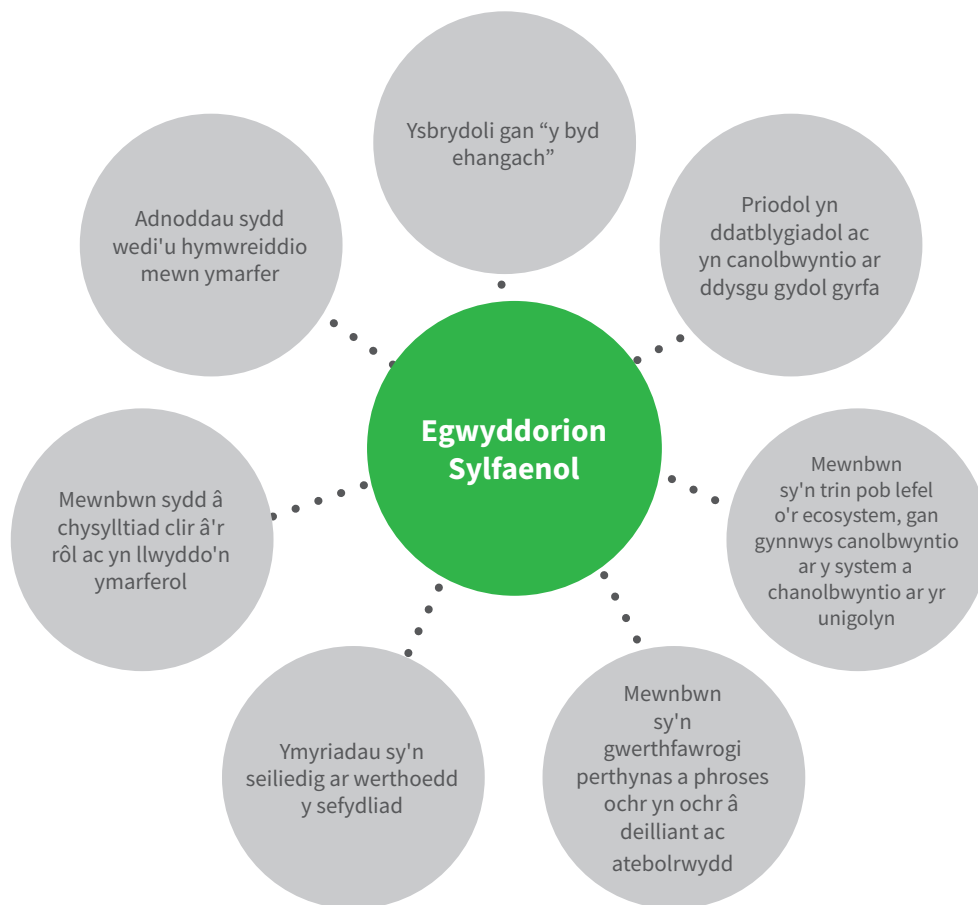 Ysbrydoli gan “y byd
ehangach”
Priodol yn
ddatblygiadol ac
yn canolbwyntio ar
ddysgu gydol gyrfa
Mewnbwn
sy'n trin pob lefel
o'r ecosystem, gan
gynnwys canolbwyntio
ar y system a
chanolbwyntio ar yr
unigolyn
Mewnbwn
sy'n
gwerthfawrogi
perthynas a phroses
ochr yn ochr â
deilliant ac
atebolrwydd
Ymyriadau sy'n
seiliedig ar werthoedd
y sefydliad
Mewnbwn sydd â
chysylltiad clir â'r
rôl ac yn llwyddo'n
ymarferol
Adnoddau sydd
wedi'u hymwreiddio
mewn ymarfer
Egwyddorion
Sylfaenol